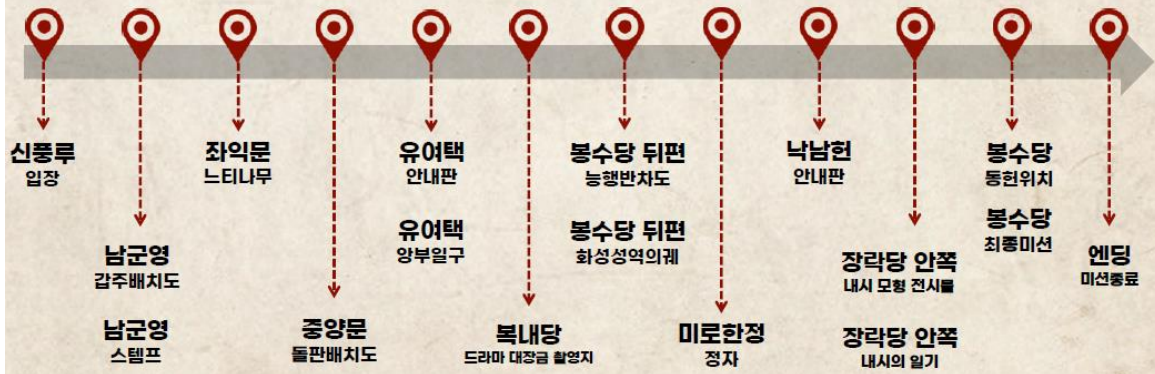 신풍루
입장
남군영
갑주배치도
남군영
스템프
좌익문
느티나무
중양문
돌판배치도
유여택
안내판
유여택
앙부일구
복내당
드라마 대장금 촬영지
봉수당 뒤편
능행반차도
봉수당 뒤편
화성성역의궤
미로한정
정자
낙남헌
안내판
장락당 안쪽
내시 모형 전시물
장락당 안쪽
내시의 일기
봉수당
동헌위치
봉수당
최종미션
엔딩
미션종료